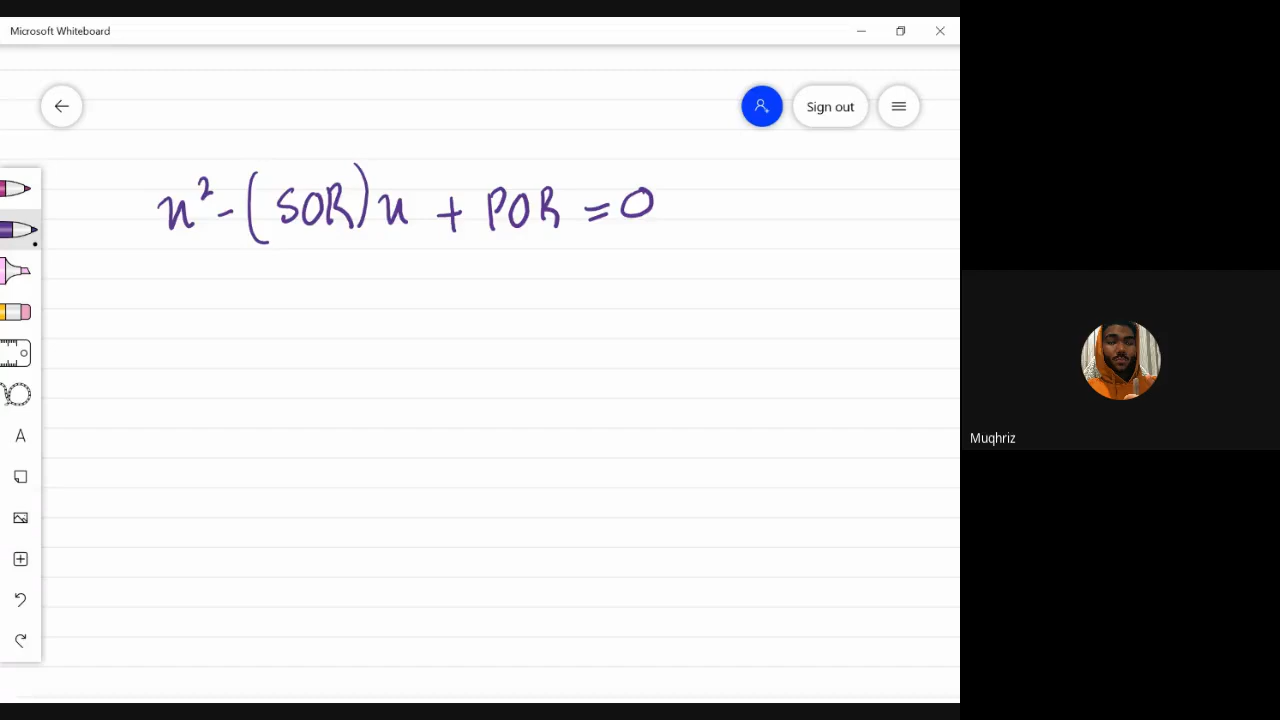 Microsoft Whiteboard
Sign out
x² - (SOR)x + POR = 0
A
Muqhriz